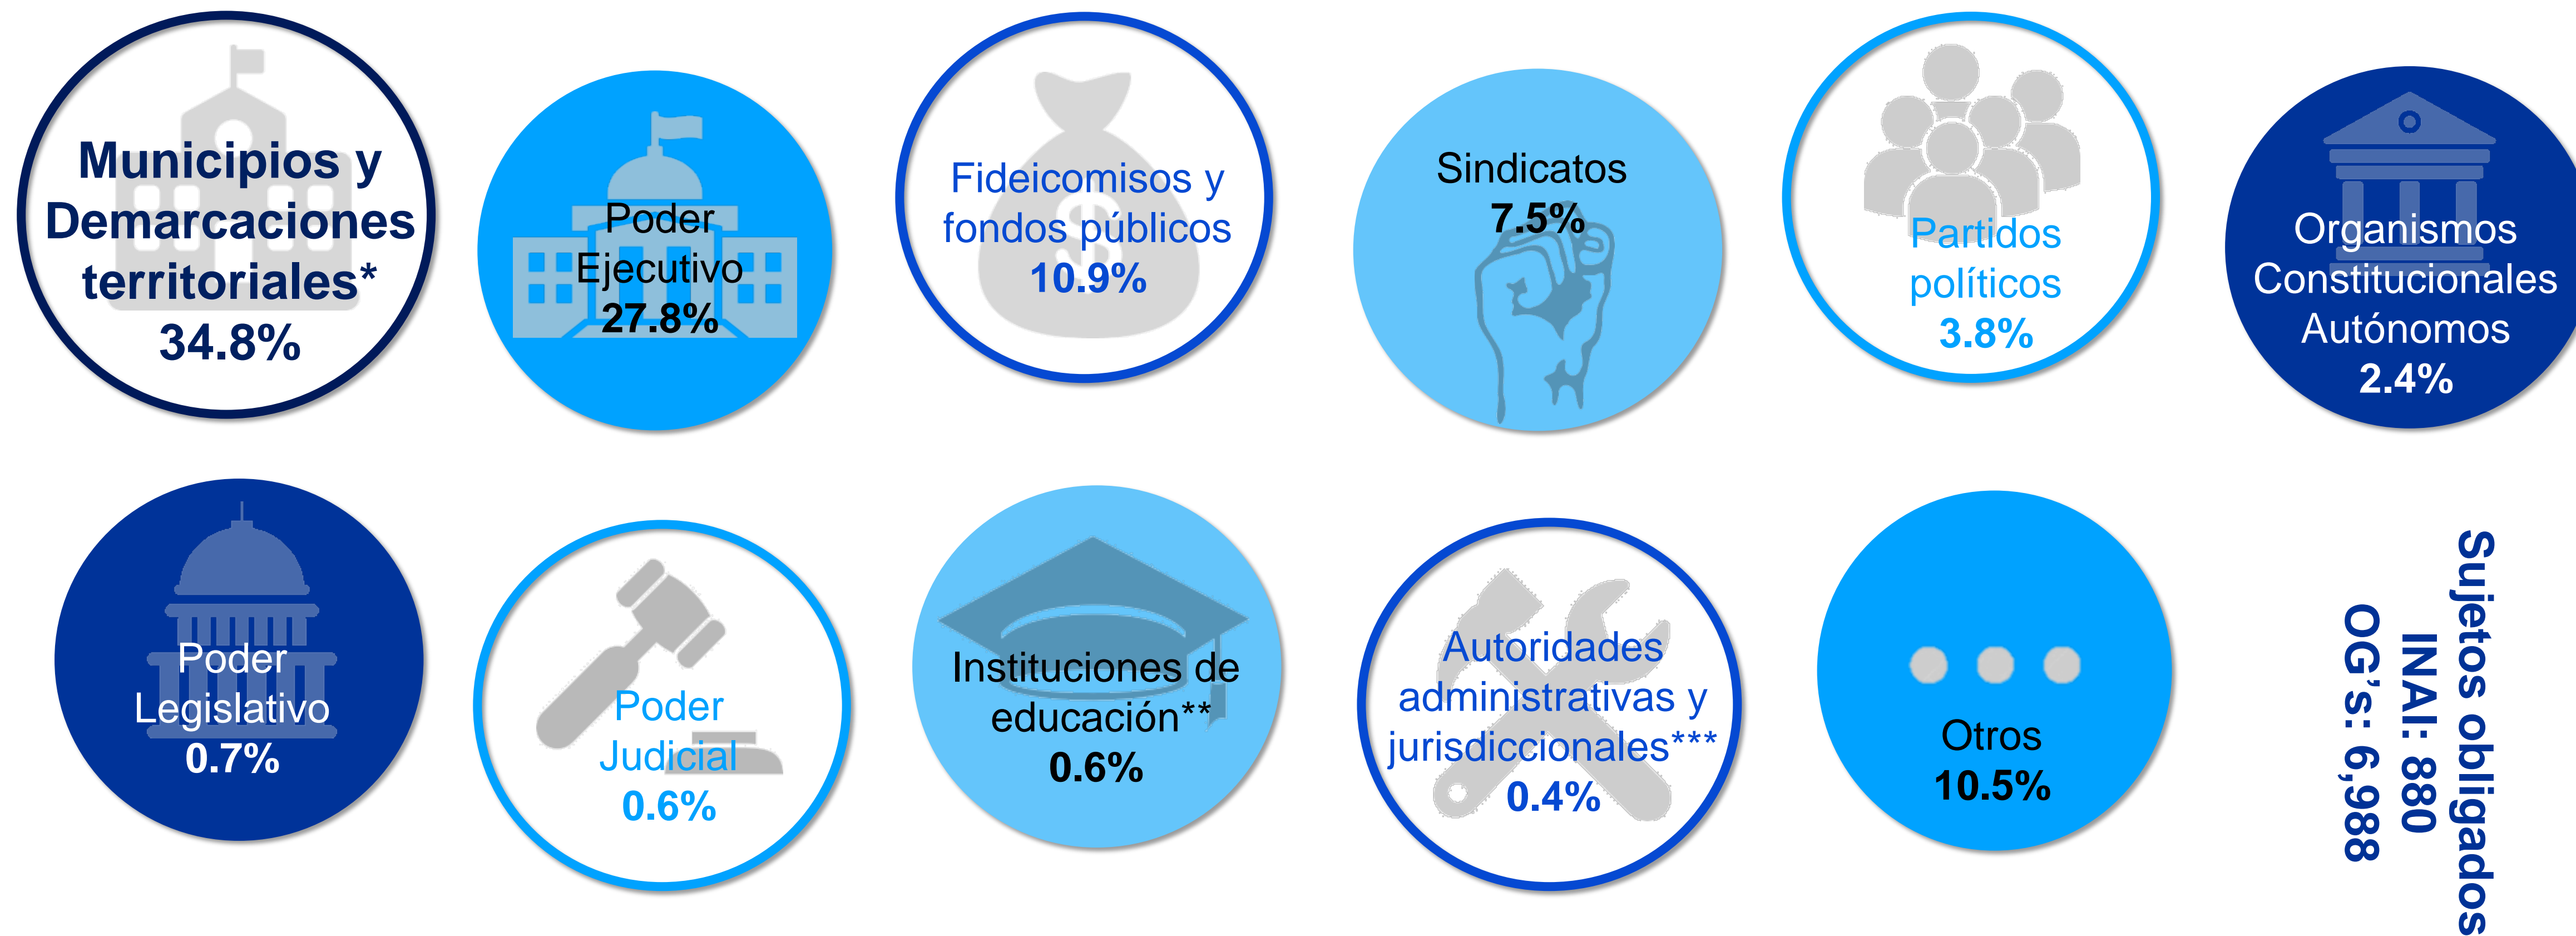 Municipios y
Demarcaciones
territoriales*
34.8%
Poder
Ejecutivo
27.8%
Fideicomisos y
fondos públicos
10.9%
Sindicatos
7.5%
Partidos
políticos
3.8%
Organismos
Constitucionales
Autónomos
2.4%
Poder
Legislativo
0.7%
Poder
Judicial
0.6%
Instituciones de
educación**
0.6%
Autoridades
administrativas y
jurisdiccionales***
0.4%
Otros
10.5%
Sujetos obligados
INAI: 880
OG’s: 6,988